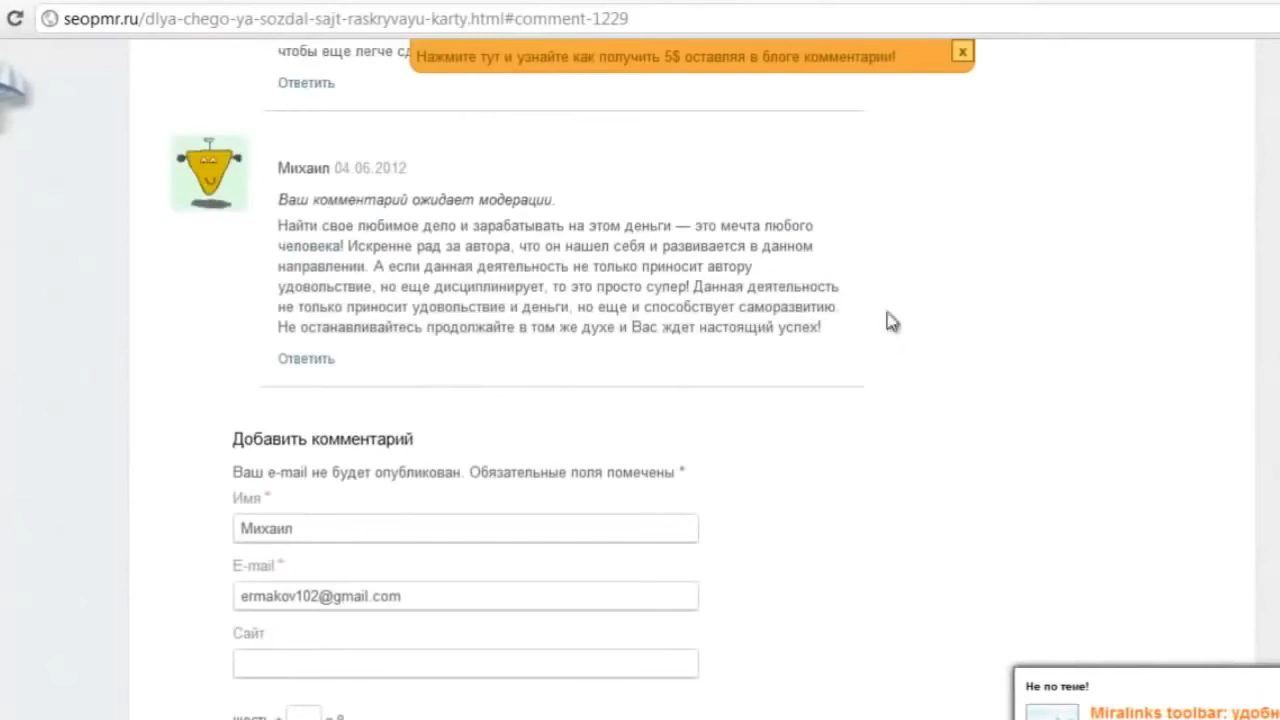 seopmr.ru/dlya-chego-ya-sozdal-sajt-raskryvayu-karty.html#comment-1229
чтобы еще легче
Нажмите тут и узнайте как получить 5$ оставляя в блоге комментарии!
x
Ответить
Михаил 04.06.2012
Ваш комментарий ожидает модерации.
Найти свое любимое дело и зарабатывать на этом деньги — это мечта любого
человека! Искренне рад за автора, что он нашел себя и развивается в данном
направлении. А если данная деятельность не только приносит автору
удовольствие, но еще дисциплинирует, то это просто супер! Данная деятельность
не только приносит удовольствие и деньги, но еще и способствует саморазвитию.
Не останавливайтесь продолжайте в том же духе и Вас ждет настоящий успех!
Ответить
Добавить комментарий
Ваш e-mail не будет опубликован. Обязательные поля помечены *
Имя *
Михаил
E-mail *
ermakov102@gmail.com
Сайт
Не по теме!
Miralinks toolbar: